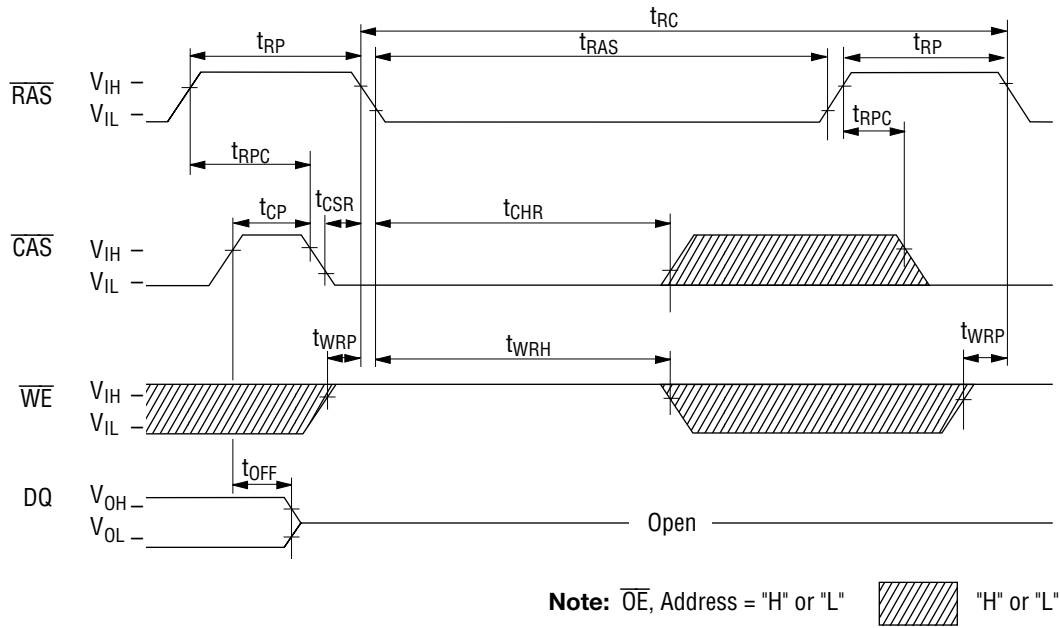 tRC
tRP
tRAS
tRP
RAS
VIH
VIL
tRPC
tRPC
tCP
tCSR
tCHR
CAS
VIH
VIL
tWRP
tWRH
tWRP
WE
VIH
VIL
tOFF
DQ
VOH
VOL
Open
Note: OE, Address = "H" or "L"
"H" or "L"